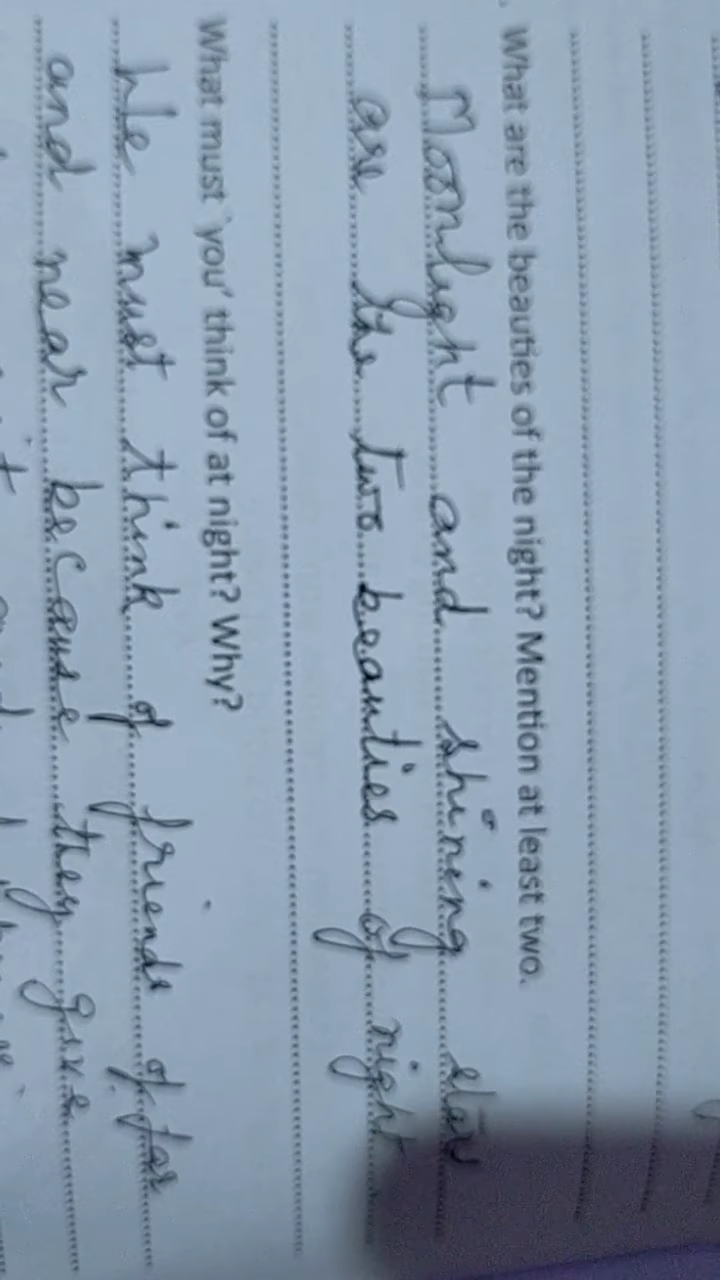 What are the beauties of the night? Mention at least two.
Moonlight and shining star
are the two beauties of night
What must 'you' think of at night? Why?
We must think of friends of far
and near because they give